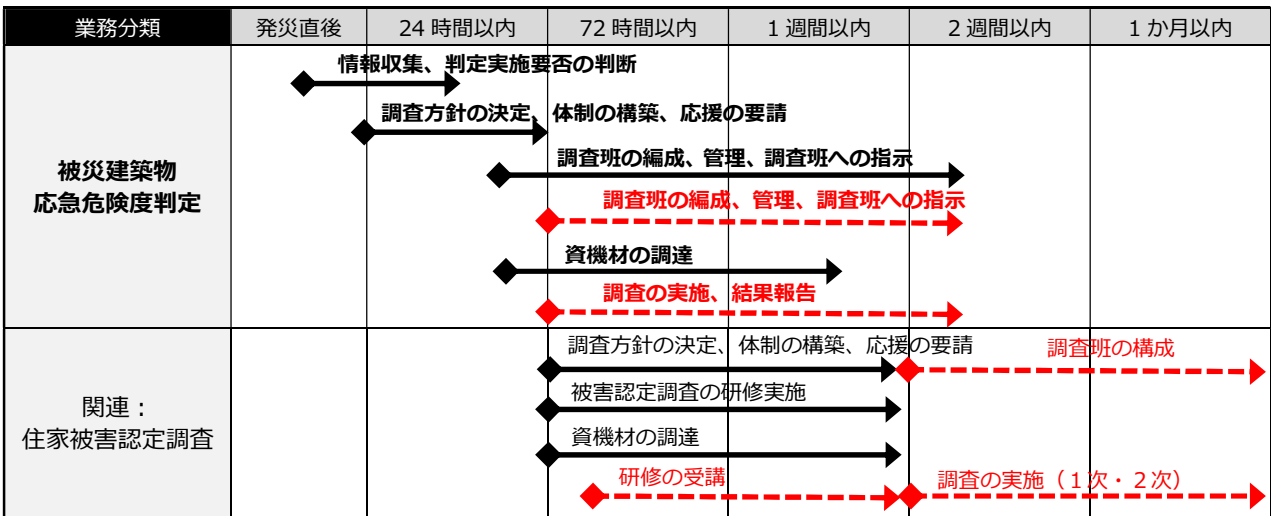 業務分類 発災直後 24 時間以内 72 時間以内 1 週間以内 2 週間以内 1 か月以内
情報収集、判定実施要否の判断
調査方針の決定、体制の構築、応援の要請
被災建築物
応急危険度判定
調査班の編成、管理、調査班への指示
調査班の編成、管理、調査班への指示
資機材の調達
調査の実施、結果報告
関連：
住家被害認定調査
調査方針の決定、体制の構築、応援の要請
調査班の構成
被害認定調査の研修実施
資機材の調達
研修の受講
調査の実施（１次・２次）